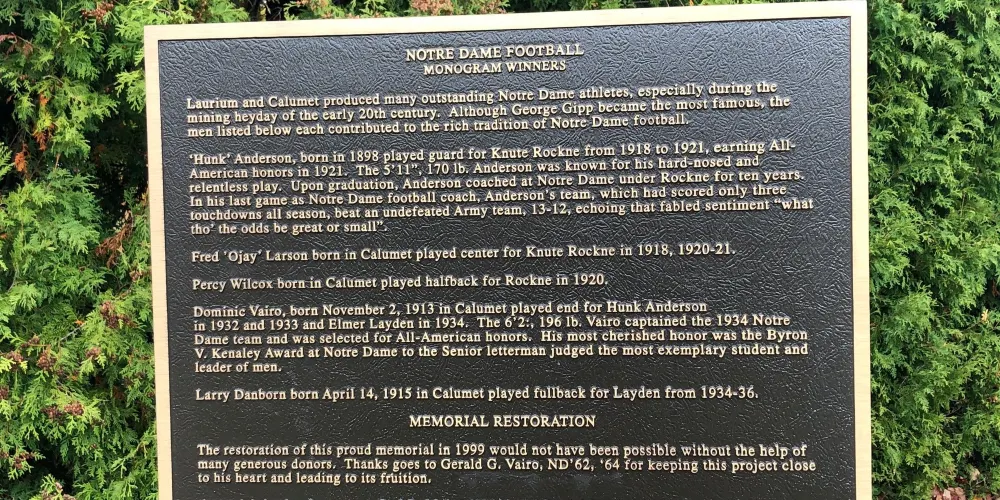 NOTRE DAME FOOTBALL
MONOGRAM WINNERS
Laurium and Calumet produced many outstanding Notre Dame athletes, especially during the
mining heyday of the early 20th century. Although George Gipp became the most famous, the
men listed below each contributed to the rich tradition of Notre Dame football.
'Hunk' Anderson, born in 1898 played guard for Knute Rockne from 1918 to 1921, earning All-
American honors in 1921. The 5'11", 170 lb. Anderson was known for his hard-nosed and
relentless play. Upon graduation, Anderson coached at Notre Dame under Rockne for ten years.
In his last game as Notre Dame football coach, Anderson's team, which had scored only three
touchdowns all season, beat an undefeated Army team, 13-12, echoing that fabled sentiment "what
tho' the odds be great or small".
Fred 'Ojay' Larson born in Calumet played center for Knute Rockne in 1918, 1920-21.
Percy Wilcox born in Calumet played halfback for Rockne in 1920.
Dominic Vairo, born November 2, 1913 in Calumet played end for Hunk Anderson
in 1932 and 1933 and Elmer Layden in 1934. The 6'2:, 196 lb. Vairo captained the 1934 Notre
Dame team and was selected for All-American honors. His most cherished honor was the Byron
V. Kenaley Award at Notre Dame to the Senior letterman judged the most exemplary student and
leader of men.
Larry Danborn born April 14, 1915 in Calumet played fullback for Layden from 1934-36.
MEMORIAL RESTORATION
The restoration of this proud memorial in 1999 would not have been possible without the help of
many generous donors. Thanks goes to Gerald G. Vairo, ND'62, '64 for keeping this project close
to his heart and leading to its fruition.